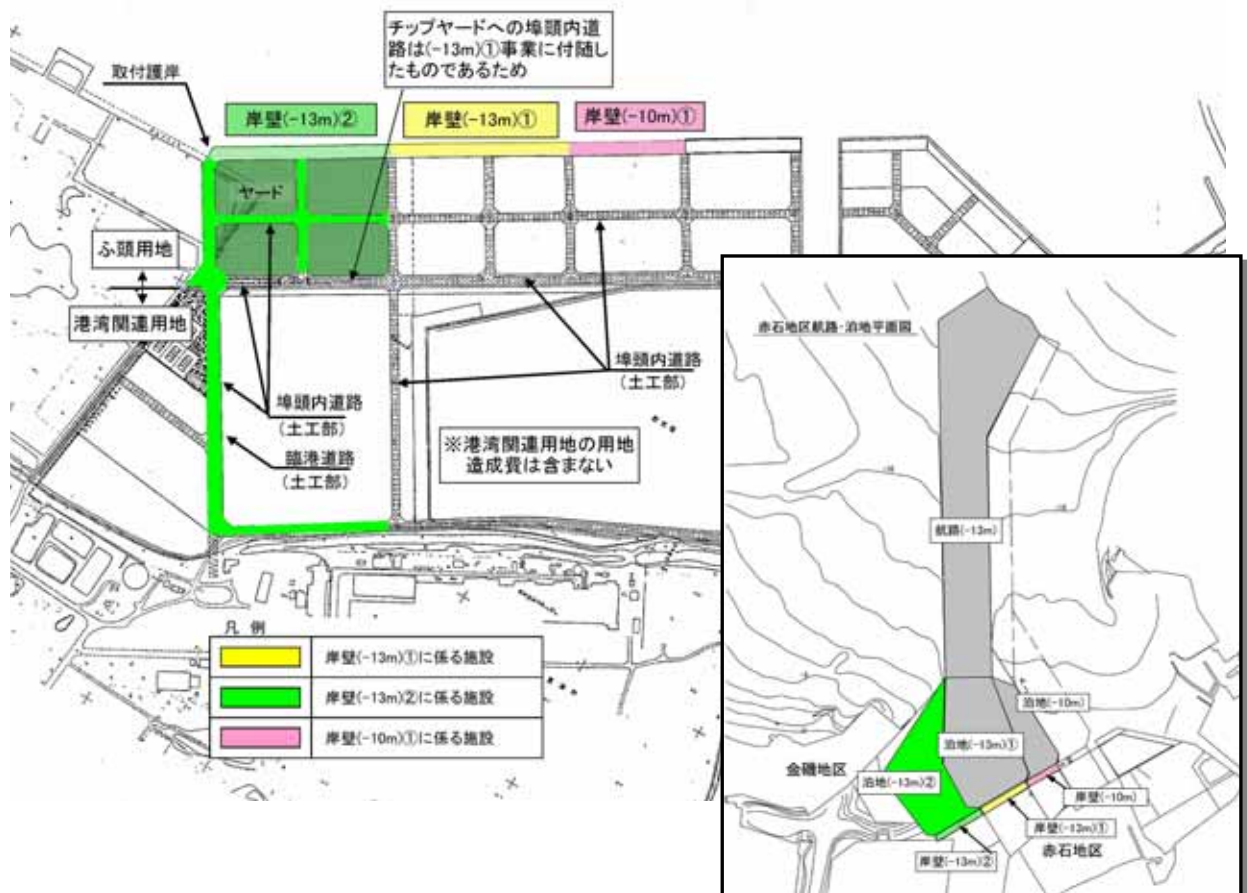 チップヤードへの埠頭内道
路は(-13m)①事業に付随し
たものであるため
取付護岸
岸壁(-13m)②
岸壁(-13m)①
岸壁(-10m)①
ヤード
ふ頭用地
港湾関連用地
埠頭内道路
(土工部)
臨港道路
(土工部)
埠頭内道路
(土工部)
※港湾関連用地の用地
造成費は含まない
凡 例
岸壁(-13m)①に係る施設
岸壁(-13m)②に係る施設
岸壁(-10m)①に係る施設
赤石地区航路・泊地平面図
航路(-13m)
泊地(-10m)
泊地(-13m)①
金磯地区
泊地(-13m)②
岸壁(-10m)
岸壁(-13m)①
赤石地区
岸壁(-13m)②